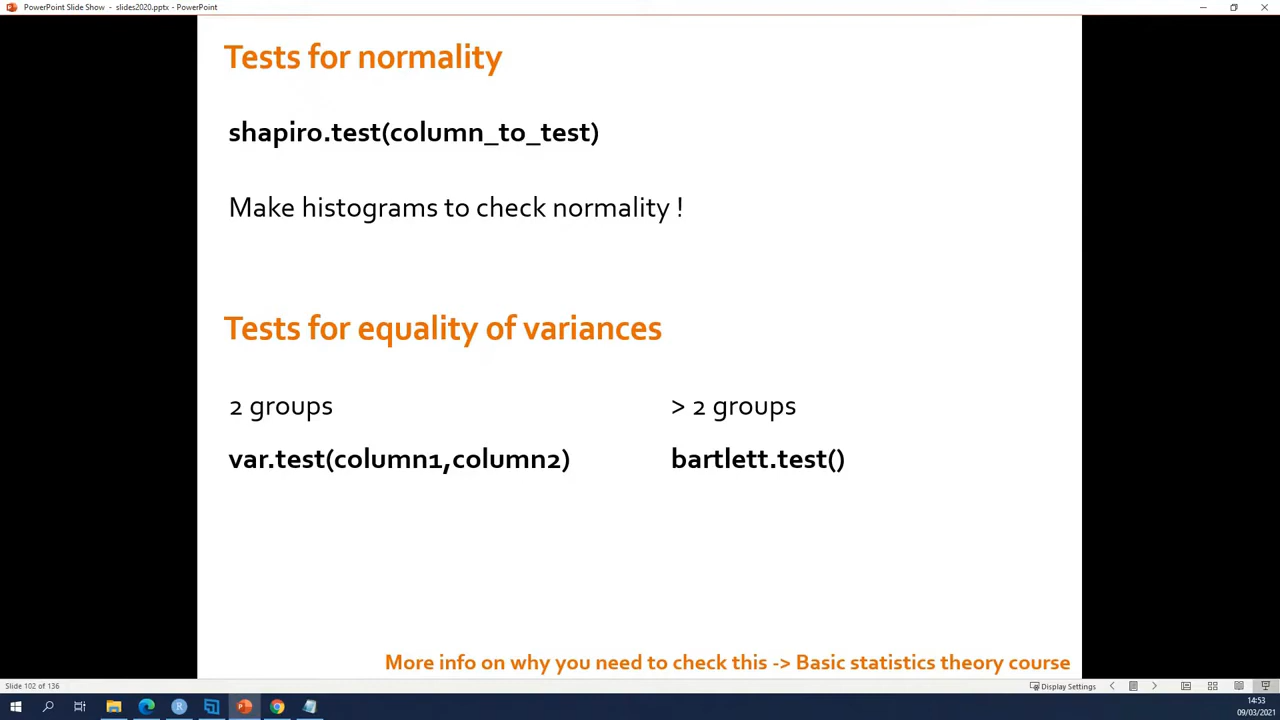 PowerPoint Slide Show - slides2020.pptx - PowerPoint
Tests for normality
shapiro.test(column_to_test)
Make histograms to check normality !
Tests for equality of variances
2 groups
> 2 groups
var.test(column1,column2)
bartlett.test()
More info on why you need to check this -> Basic statistics theory course
Slide 102 of 136
Display Settings
14:53
09/03/2021